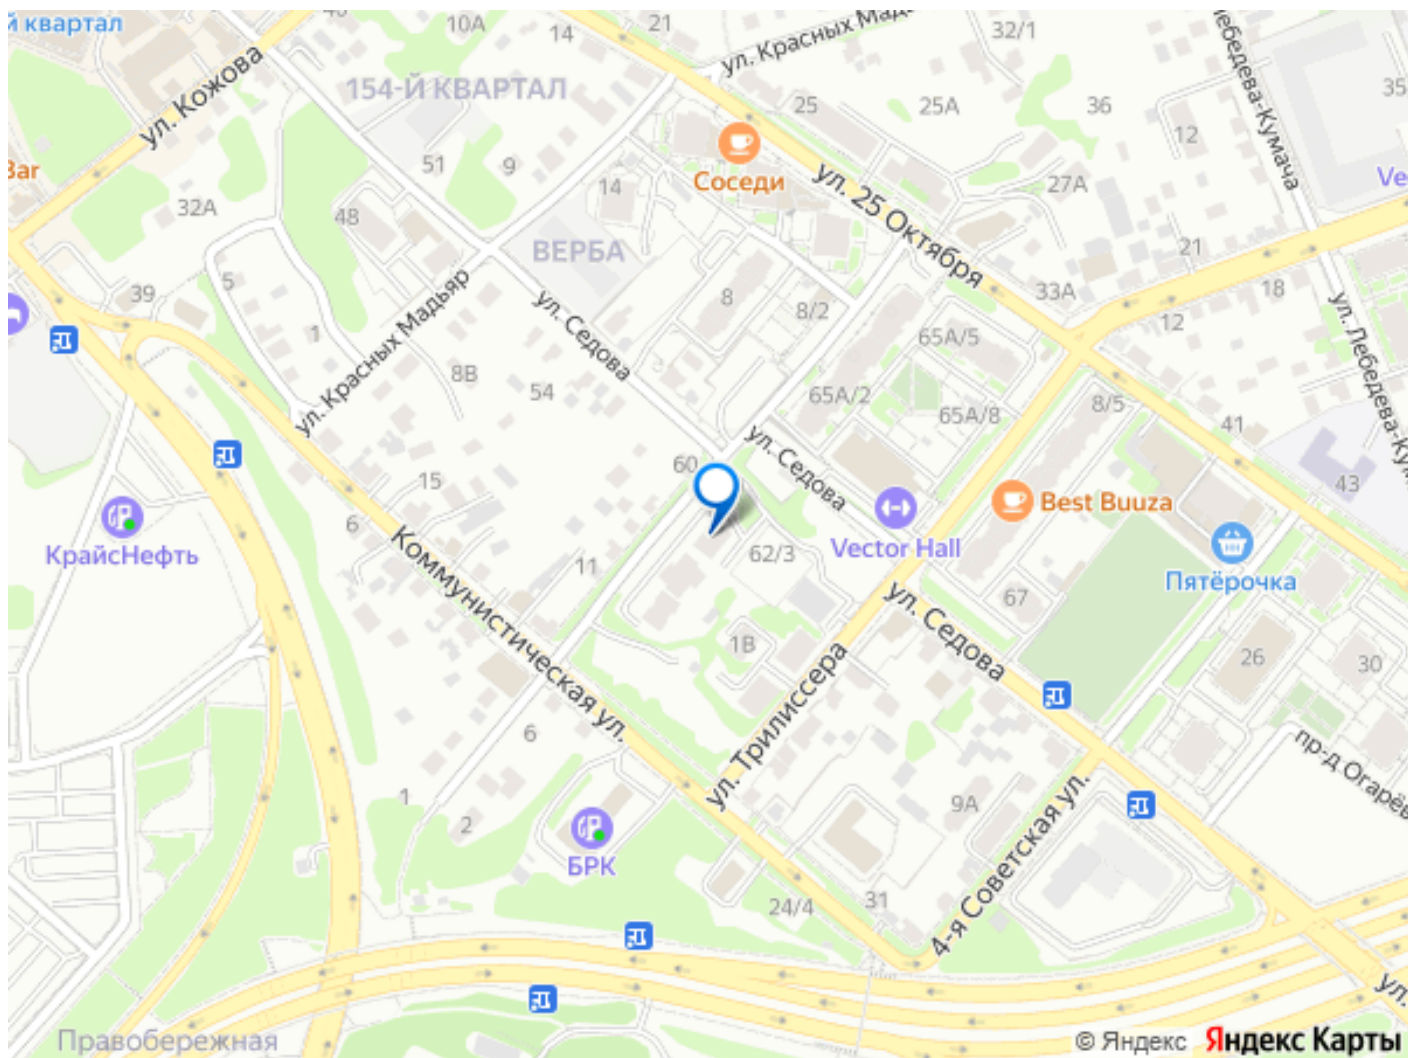 й квартал
10А
14
21
32/1
ул. Красных Мадь
ул. Кожова
154-Й КВАРТАЛ
25
25А
36
35
12
ул. Лебедева-Кумача
Bar
51
9
14
Соседи
ул. 25 Октября
27А
Ve
32А
48
ВЕРБА
21
5
39
1
ул. Красных Мадьяр
8В
54
ул. Седова
8
8/2
33А
18
12
65А/5
65А/2
65А/8
8/5
41
ул. Лебедева-Ку
43
60
ул. Седова
15
6
КрайсНефть
Коммунистическая ул.
11
62/3
Vector Hall
Best Buuza
Пятёрочка
67
ул. Седова
26
30
1В
ул. Трилиссера
6
1
2
БРК
9А
пр-д Огарёв
4-я Советская ул.
24/4
31
ул.
Правобережная
© Яндекс Яндекс Карты